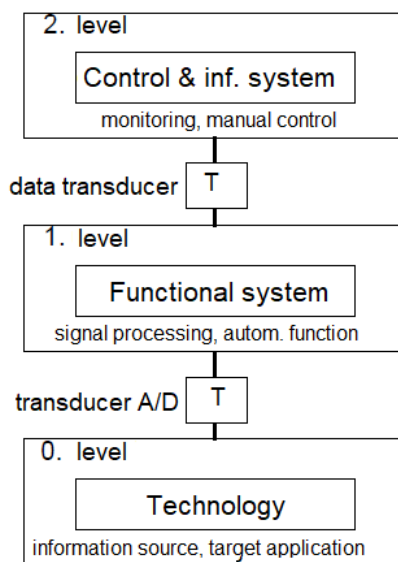 2. level
Control & inf. system
monitoring, manual control
data transducer T
1. level
Functional system
signal processing, autom. function
transducer A/D T
0. level
Technology
information source, target application